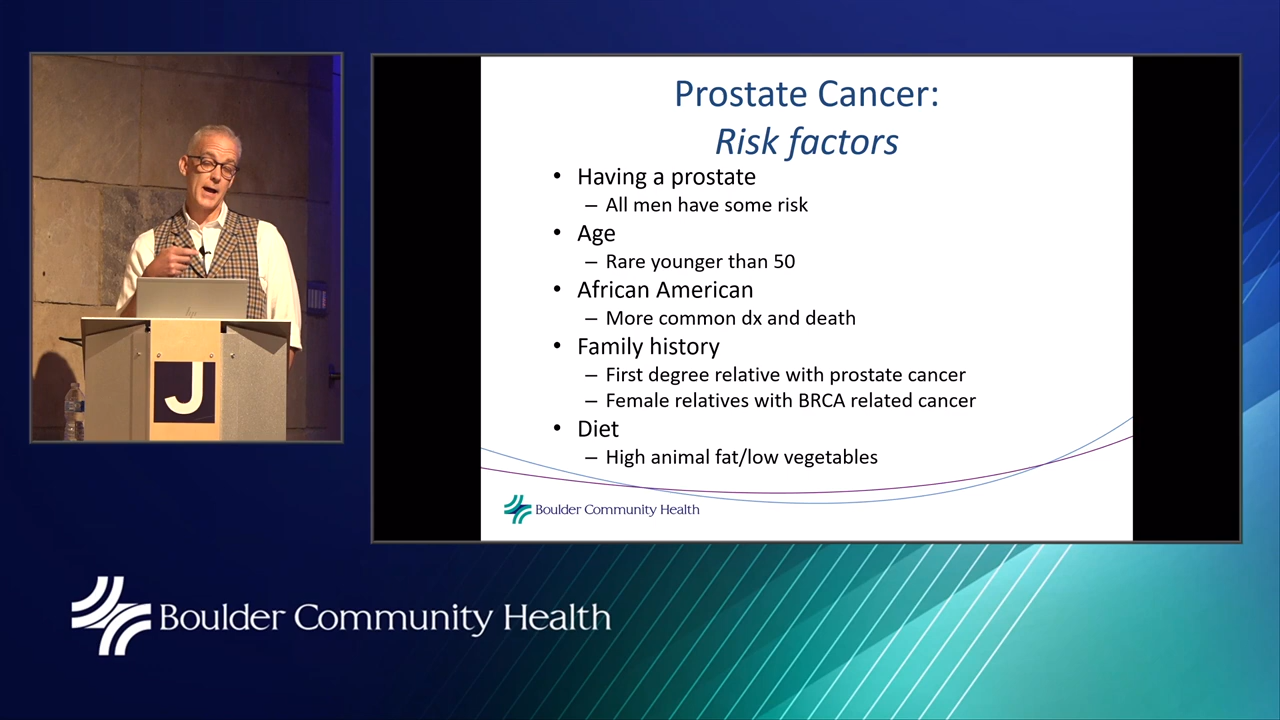 Prostate Cancer:
Risk factors
• Having a prostate
– All men have some risk
• Age
– Rare younger than 50
• African American
– More common dx and death
• Family history
– First degree relative with prostate cancer
– Female relatives with BRCA related cancer
• Diet
– High animal fat/low vegetables
Boulder Community Health
hp
J
Boulder Community Health